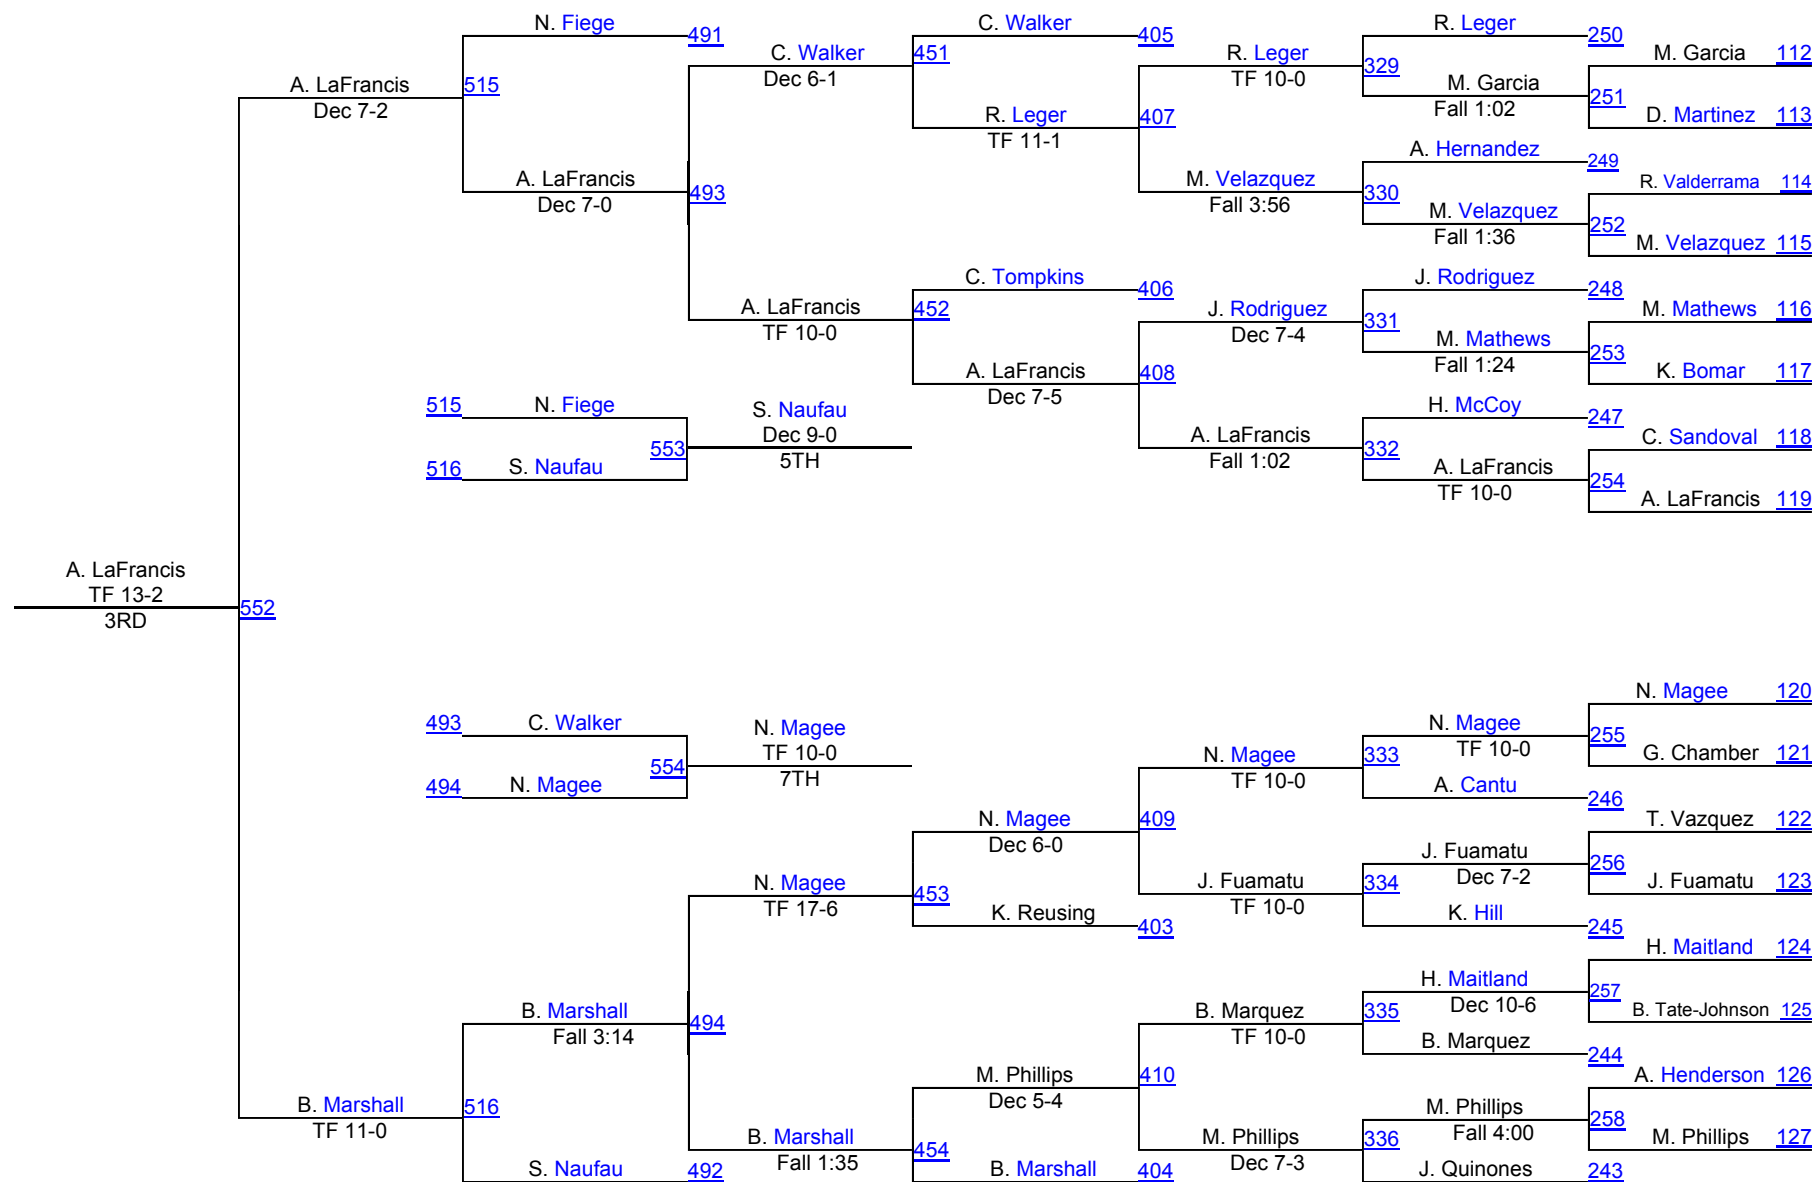 N. Fiege
491
C. Walker
405
R. Leger
250
M. Garcia 112
C. Walker
Dec 6-1
451
R. Leger
TF 10-0
329
A. LaFrancis
Dec 7-2
515
M. Garcia
Fall 1:02
251
R. Leger
TF 11-1
407
D. Martinez 113
A. Hernandez
249
A. LaFrancis
Dec 7-0
493
M. Velazquez
Fall 3:56
330
R. Valderrama 114
M. Velazquez
Fall 1:36
252
M. Velazquez 115
C. Tompkins
406
J. Rodriguez
248
A. LaFrancis
TF 10-0
452
J. Rodriguez
Dec 7-4
331
M. Mathews 116
M. Mathews
Fall 1:24
253
A. LaFrancis
Dec 7-5
408
K. Bomar 117
515 N. Fiege
S. Naufau
Dec 9-0
5TH
553
516 S. Naufau
H. McCoy
247
A. LaFrancis
Fall 1:02
332
C. Sandoval 118
A. LaFrancis
TF 10-0
254
A. LaFrancis 119
A. LaFrancis
TF 13-2
3RD
552
N. Magee 120
493 C. Walker
N. Magee
TF 10-0
7TH
554
494 N. Magee
N. Magee
TF 10-0
333
N. Magee
TF 10-0
255
G. Chamber 121
A. Cantu
246
N. Magee
Dec 6-0
409
T. Vazquez 122
J. Fuamatu
Dec 7-2
256
N. Magee
TF 17-6
453
J. Fuamatu
TF 10-0
334
J. Fuamatu 123
K. Reusing
403
K. Hill
245
H. Maitland 124
B. Marshall
Fall 3:14
494
B. Marquez
TF 10-0
335
H. Maitland
Dec 10-6
257
B. Tate-Johnson 125
B. Marquez
244
M. Phillips
Dec 5-4
410
A. Henderson 126
B. Marshall
TF 11-0
516
M. Phillips
Fall 4:00
258
B. Marshall
Fall 1:35
454
M. Phillips
Dec 7-3
336
M. Phillips 127
S. Naufau
492
B. Marshall
404
J. Quinones
243